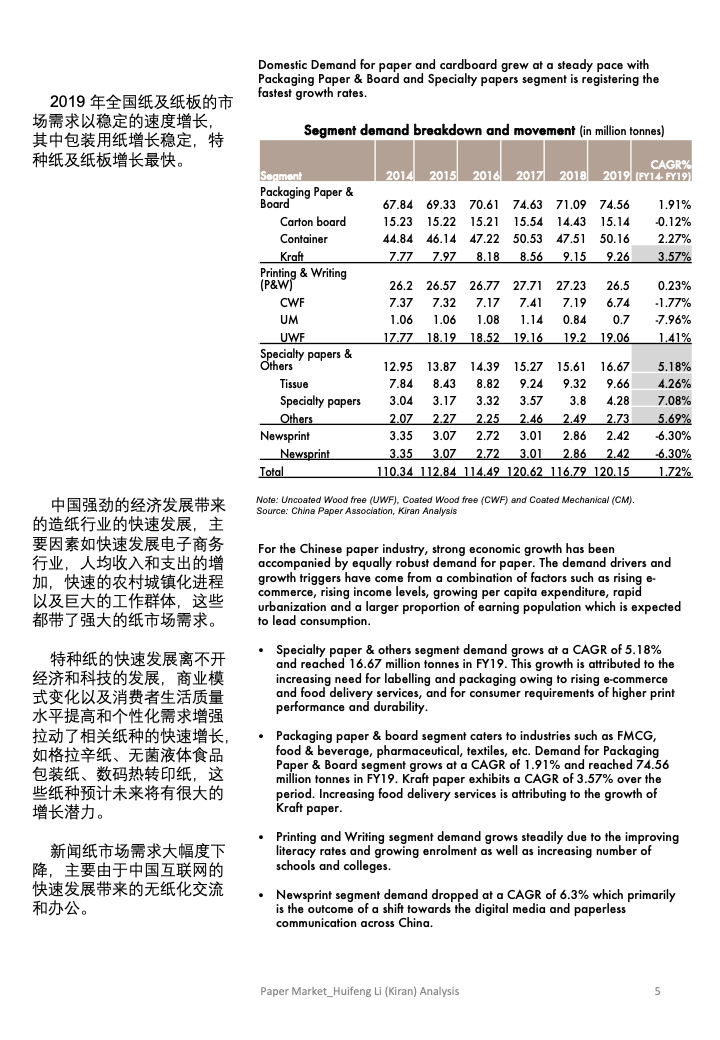 Domestic Demand for paper and cardboard grew at a steady pace with
Packaging Paper & Board and Specialty papers segment is registering the
fastest growth rates.
2019 年全国纸及纸板的市
场需求以稳定的速度增长，
其中包装用纸增长稳定，特
种纸及纸板增长最快。
Segment demand breakdown and movement (in million tonnes)
Segment 2014 2015 2016 2017 2018 2019 CAGR% (FY14- FY19)
Packaging Paper &
Board 67.84 69.33 70.61 74.63 71.09 74.56 1.91%
Carton board 15.23 15.22 15.21 15.54 14.43 15.14 -0.12%
Container 44.84 46.14 47.22 50.53 47.51 50.16 2.27%
Kraft 7.77 7.97 8.18 8.56 9.15 9.26 3.57%
Printing & Writing
(P&W) 26.2 26.57 26.77 27.71 27.23 26.5 0.23%
CWF 7.37 7.32 7.17 7.41 7.19 6.74 -1.77%
UM 1.06 1.06 1.08 1.14 0.84 0.7 -7.96%
UWF 17.77 18.19 18.52 19.16 19.2 19.06 1.41%
Specialty papers &
Others 12.95 13.87 14.39 15.27 15.61 16.67 5.18%
Tissue 7.84 8.43 8.82 9.24 9.32 9.66 4.26%
Specialty papers 3.04 3.17 3.32 3.57 3.8 4.28 7.08%
Others 2.07 2.27 2.25 2.46 2.49 2.73 5.69%
Newsprint 3.35 3.07 2.72 3.01 2.86 2.42 -6.30%
Newsprint 3.35 3.07 2.72 3.01 2.86 2.42 -6.30%
Total 110.34 112.84 114.49 120.62 116.79 120.15 1.72%
Note: Uncoated Wood free (UWF), Coated Wood free (CWF) and Coated Mechanical (CM).
Source: China Paper Association, Kiran Analysis
中国强劲的经济发展带来
的造纸行业的快速发展，主
要因素如快速发展电子商务
行业，人均收入和支出的增
加，快速的农村城镇化进程
以及巨大的工作群体，这些
都带了强大的纸市场需求。
特种纸的快速发展离不开
经济和科技的发展，商业模
式变化以及消费者生活质量
水平提高和个性化需求增强
拉动了相关纸种的快速增长，
如格拉辛纸、无菌液体食品
包装纸、数码热转印纸，这
些纸种预计未来将有很大的
增长潜力。
新闻纸市场需求大幅度下
降，主要由于中国互联网的
快速发展带来的无纸化交流
和办公。
For the Chinese paper industry, strong economic growth has been
accompanied by equally robust demand for paper. The demand drivers and
growth triggers have come from a combination of factors such as rising e-
commerce, rising income levels, growing per capita expenditure, rapid
urbanization and a larger proportion of earning population which is expected
to lead consumption.
• Specialty paper & others segment demand grows at a CAGR of 5.18%
and reached 16.67 million tonnes in FY19. This growth is attributed to the
increasing need for labelling and packaging owing to rising e-commerce
and food delivery services, and for consumer requirements of higher print
performance and durability.
• Packaging paper & board segment caters to industries such as FMCG,
food & beverage, pharmaceutical, textiles, etc. Demand for Packaging
Paper & Board segment grows at a CAGR of 1.91% and reached 74.56
million tonnes in FY19. Kraft paper exhibits a CAGR of 3.57% over the
period. Increasing food delivery services is attributing to the growth of
Kraft paper.
• Printing and Writing segment demand grows steadily due to the improving
literacy rates and growing enrolment as well as increasing number of
schools and colleges.
• Newsprint segment demand dropped at a CAGR of 6.3% which primarily
is the outcome of a shift towards the digital media and paperless
communication across China.
Paper Market_Huifeng Li (Kiran) Analysis 5